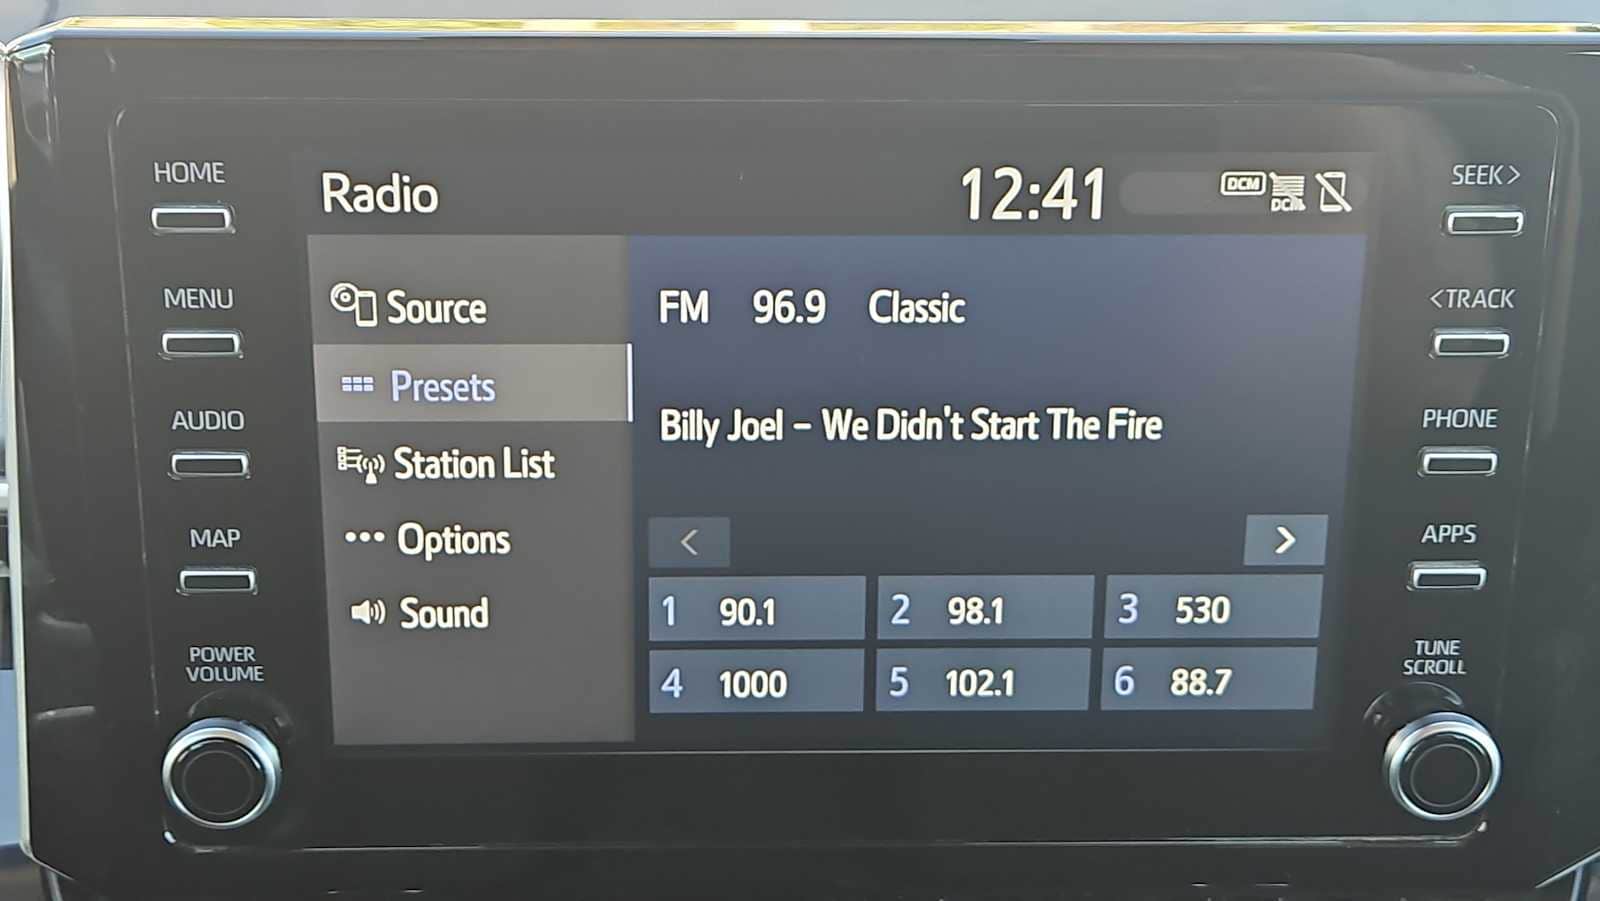 HOME
MENU
AUDIO
MAP
POWER
VOLUME
Radio
12:41
DCM
DCM
Source
Presets
Station List
••• Options
Sound
FM 96.9 Classic
Billy Joel – We Didn't Start The Fire
< >
1 90.1 2 98.1 3 530
4 1000 5 102.1 6 88.7
SEEK>
<TRACK
PHONE
APPS
TUNE
SCROLL